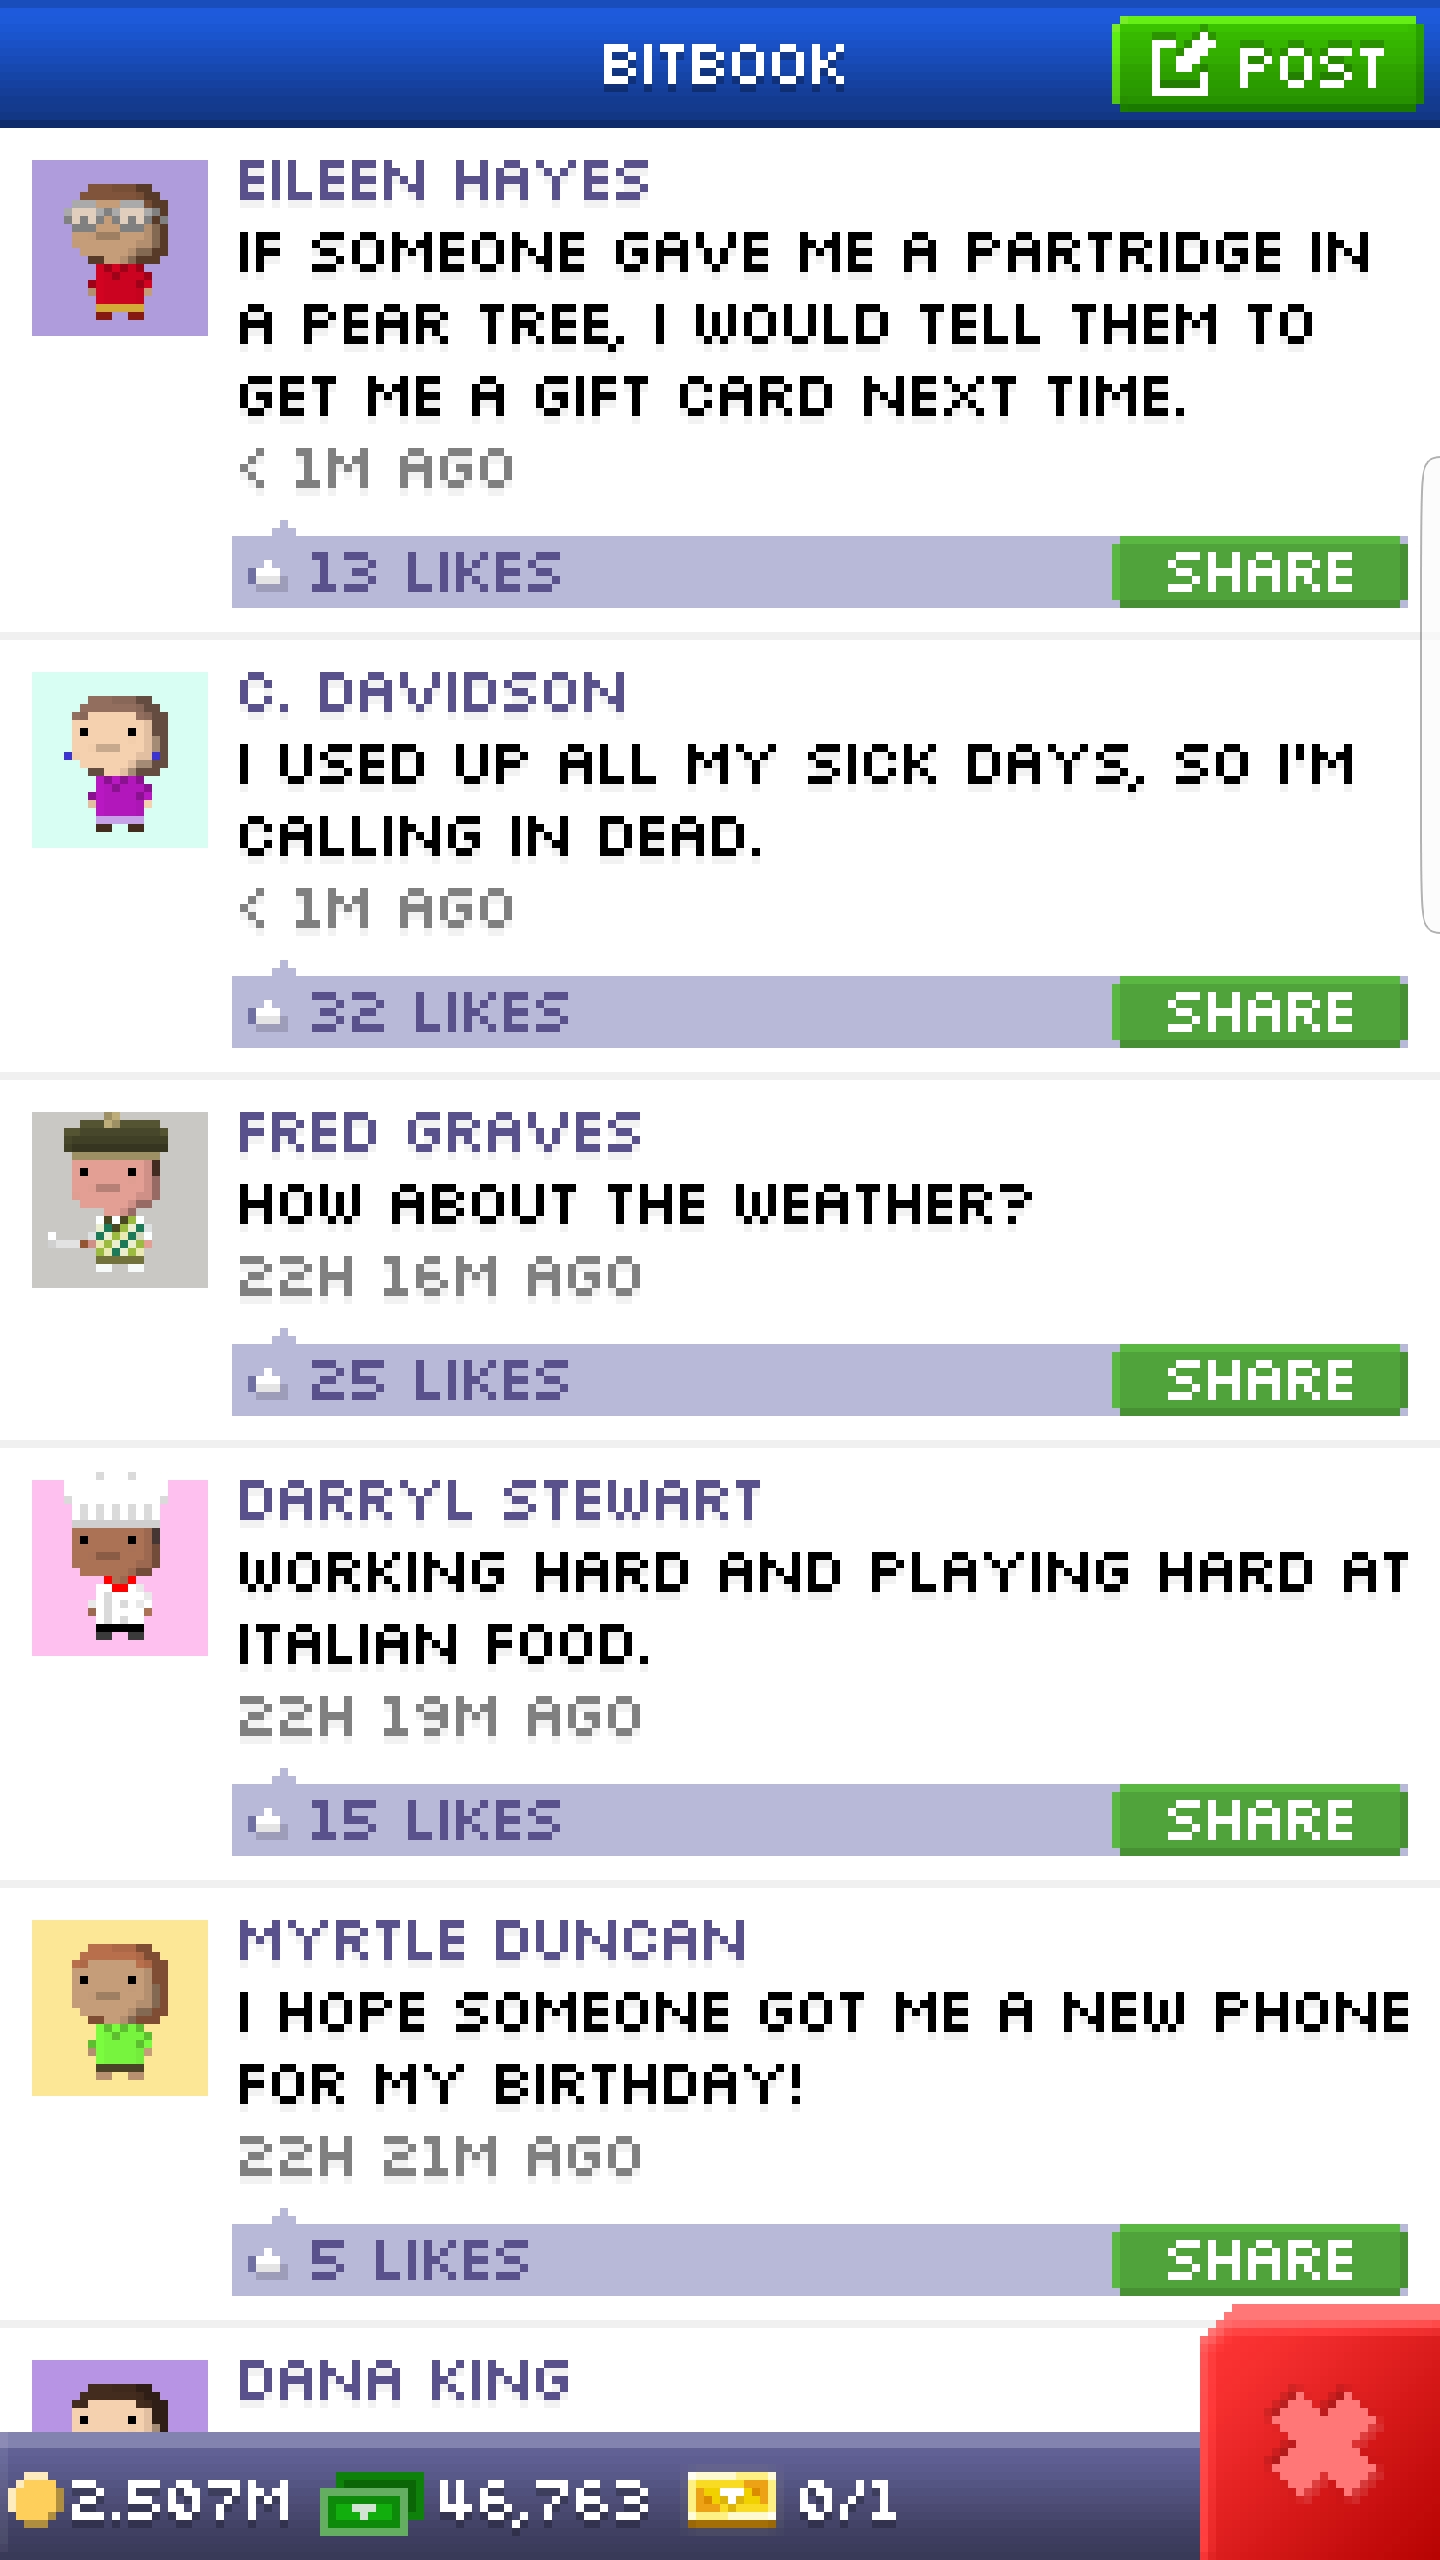 BITBOOK
POST
EILEEN HAYES
IF SOMEONE GAVE ME A PARTRIDGE IN
A PEAR TREE, I WOULD TELL THEM TO
GET ME A GIFT CARD NEXT TIME.
< 1M AGO
13 LIKES
SHARE
C. DAVIDSON
I USED UP ALL MY SICK DAYS, SO I'M
CALLING IN DEAD.
< 1M AGO
32 LIKES
SHARE
FRED GRAVES
HOW ABOUT THE WEATHER?
22H 16M AGO
25 LIKES
SHARE
DARRYL STEWART
WORKING HARD AND PLAYING HARD AT
ITALIAN FOOD.
22H 19M AGO
15 LIKES
SHARE
MYRTLE DUNCAN
I HOPE SOMEONE GOT ME A NEW PHONE
FOR MY BIRTHDAY!
22H 21M AGO
5 LIKES
SHARE
DANA KING
2.507M 46,763 0/1